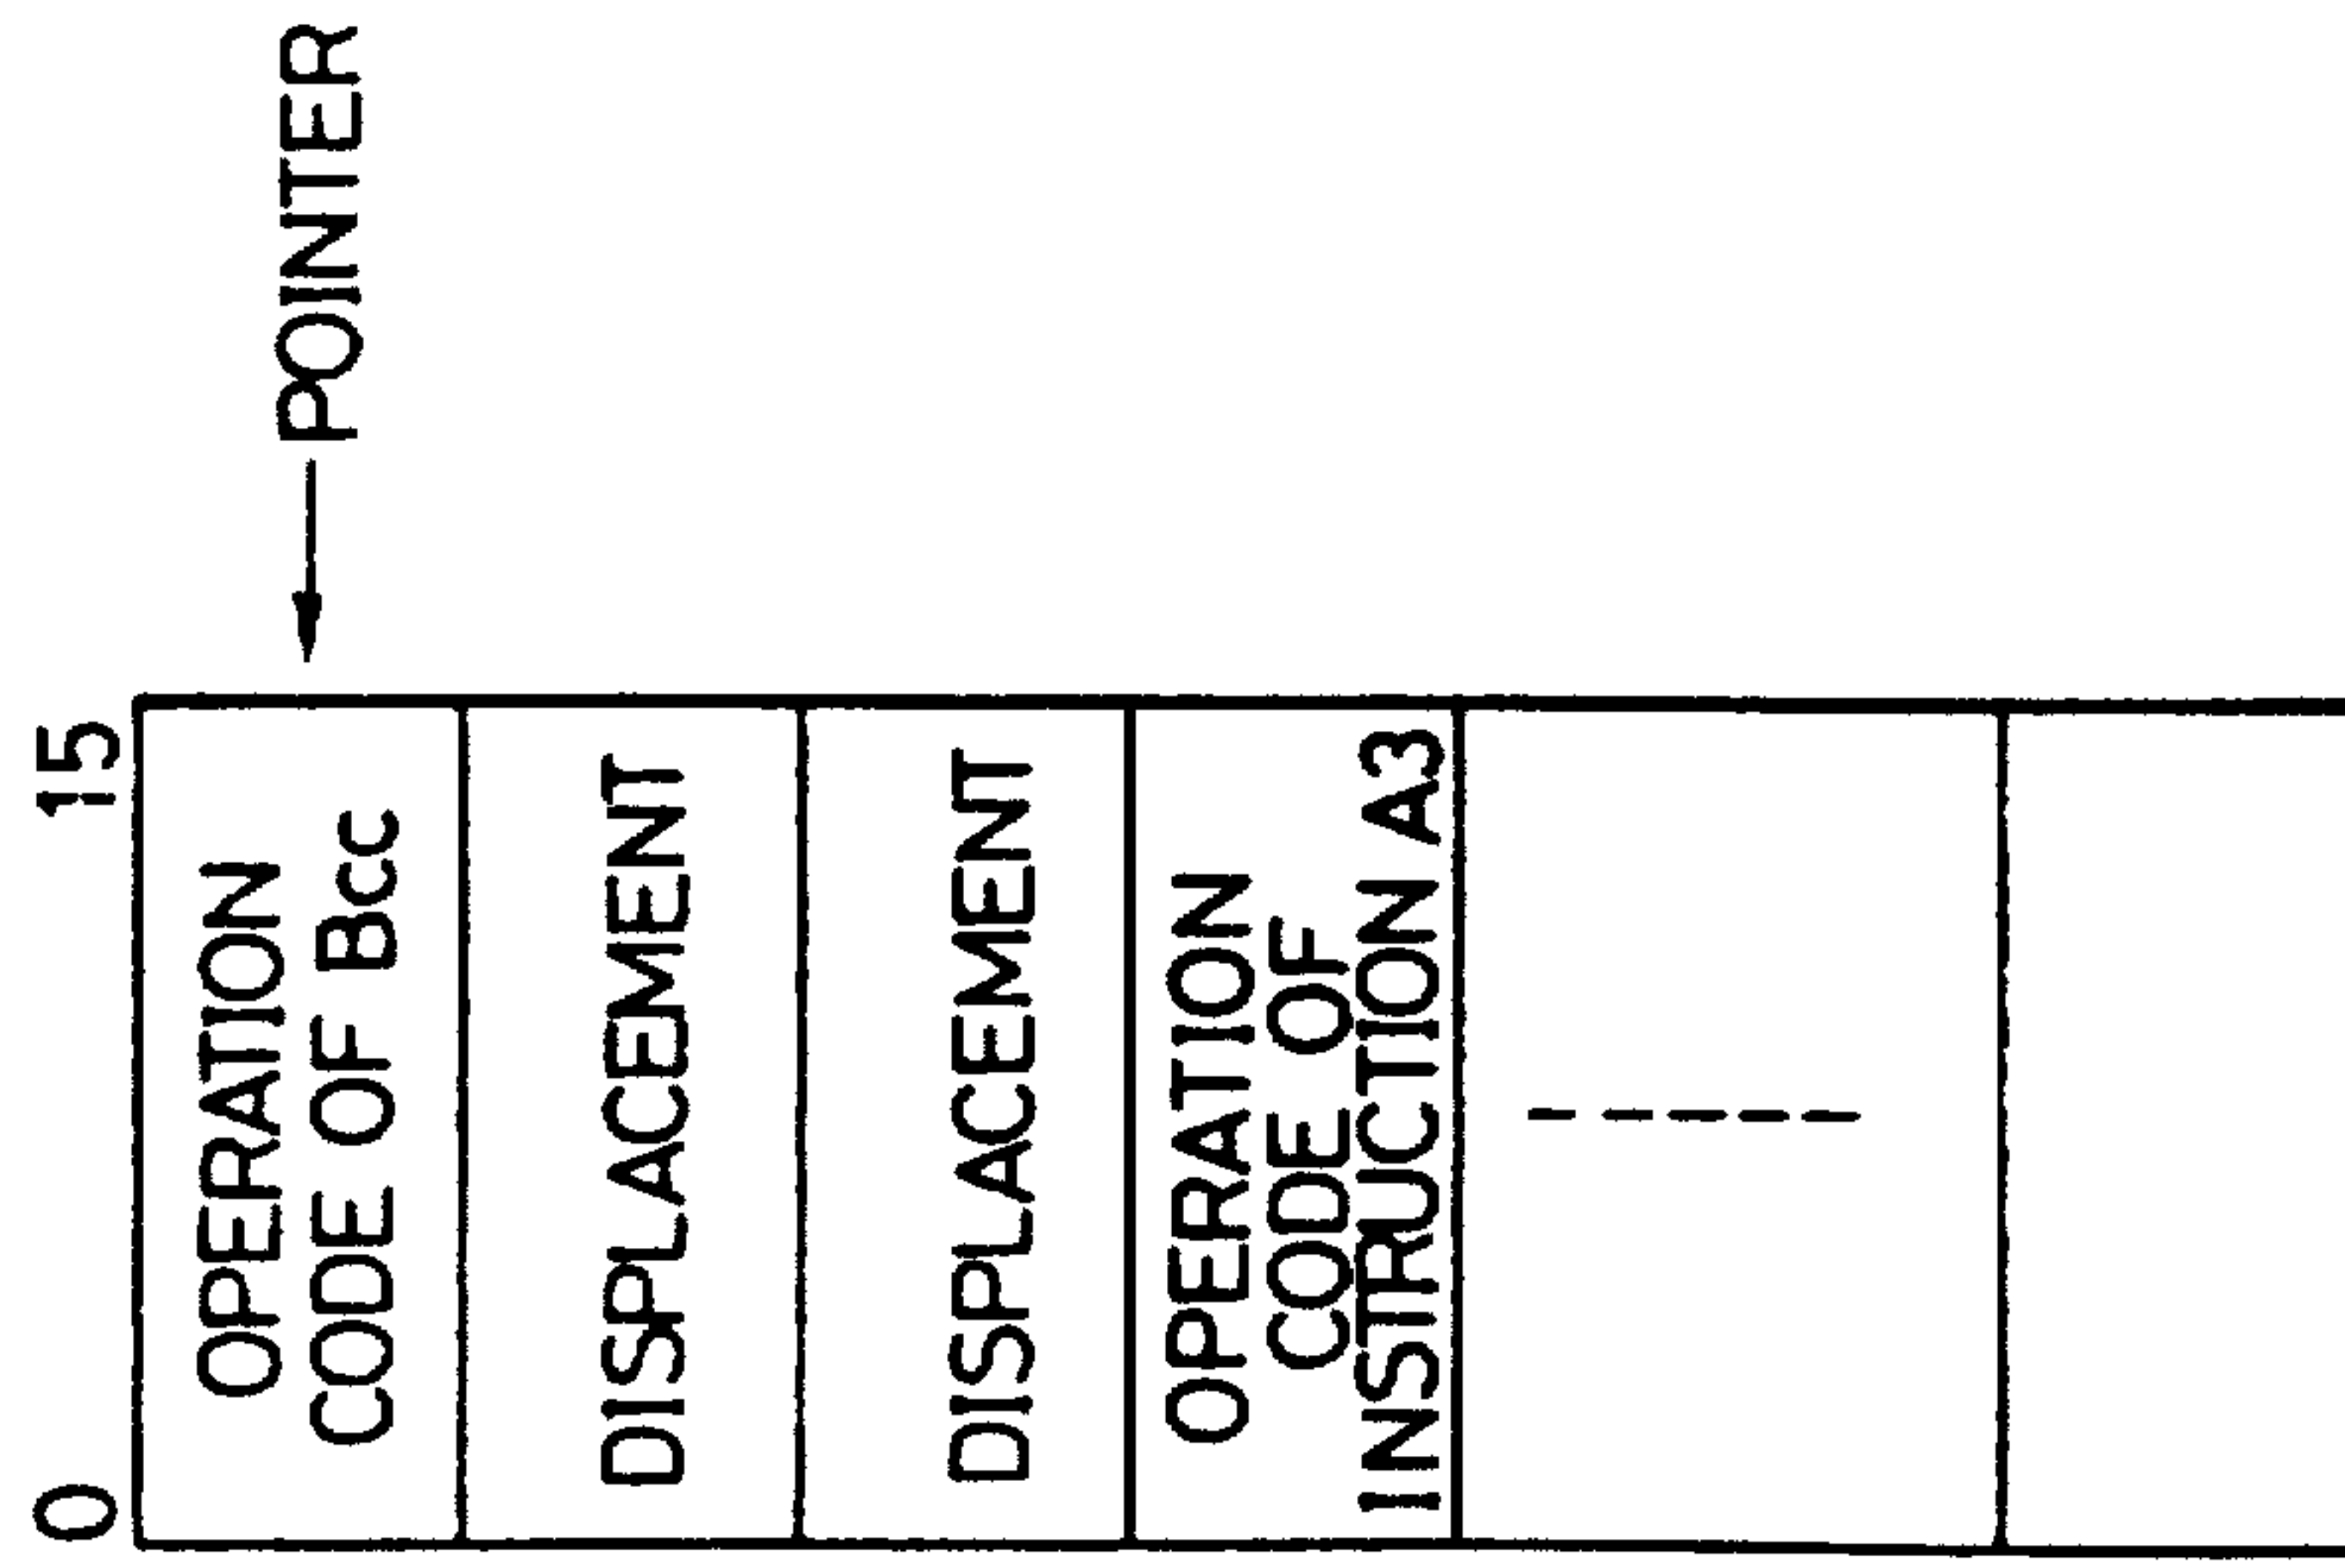 0 15
OPERATION
CODE OF Bcc
POINTER
DISPLACEMENT
DISPLACEMENT
OPERATION
CODE OF
INSTRUCTION A3